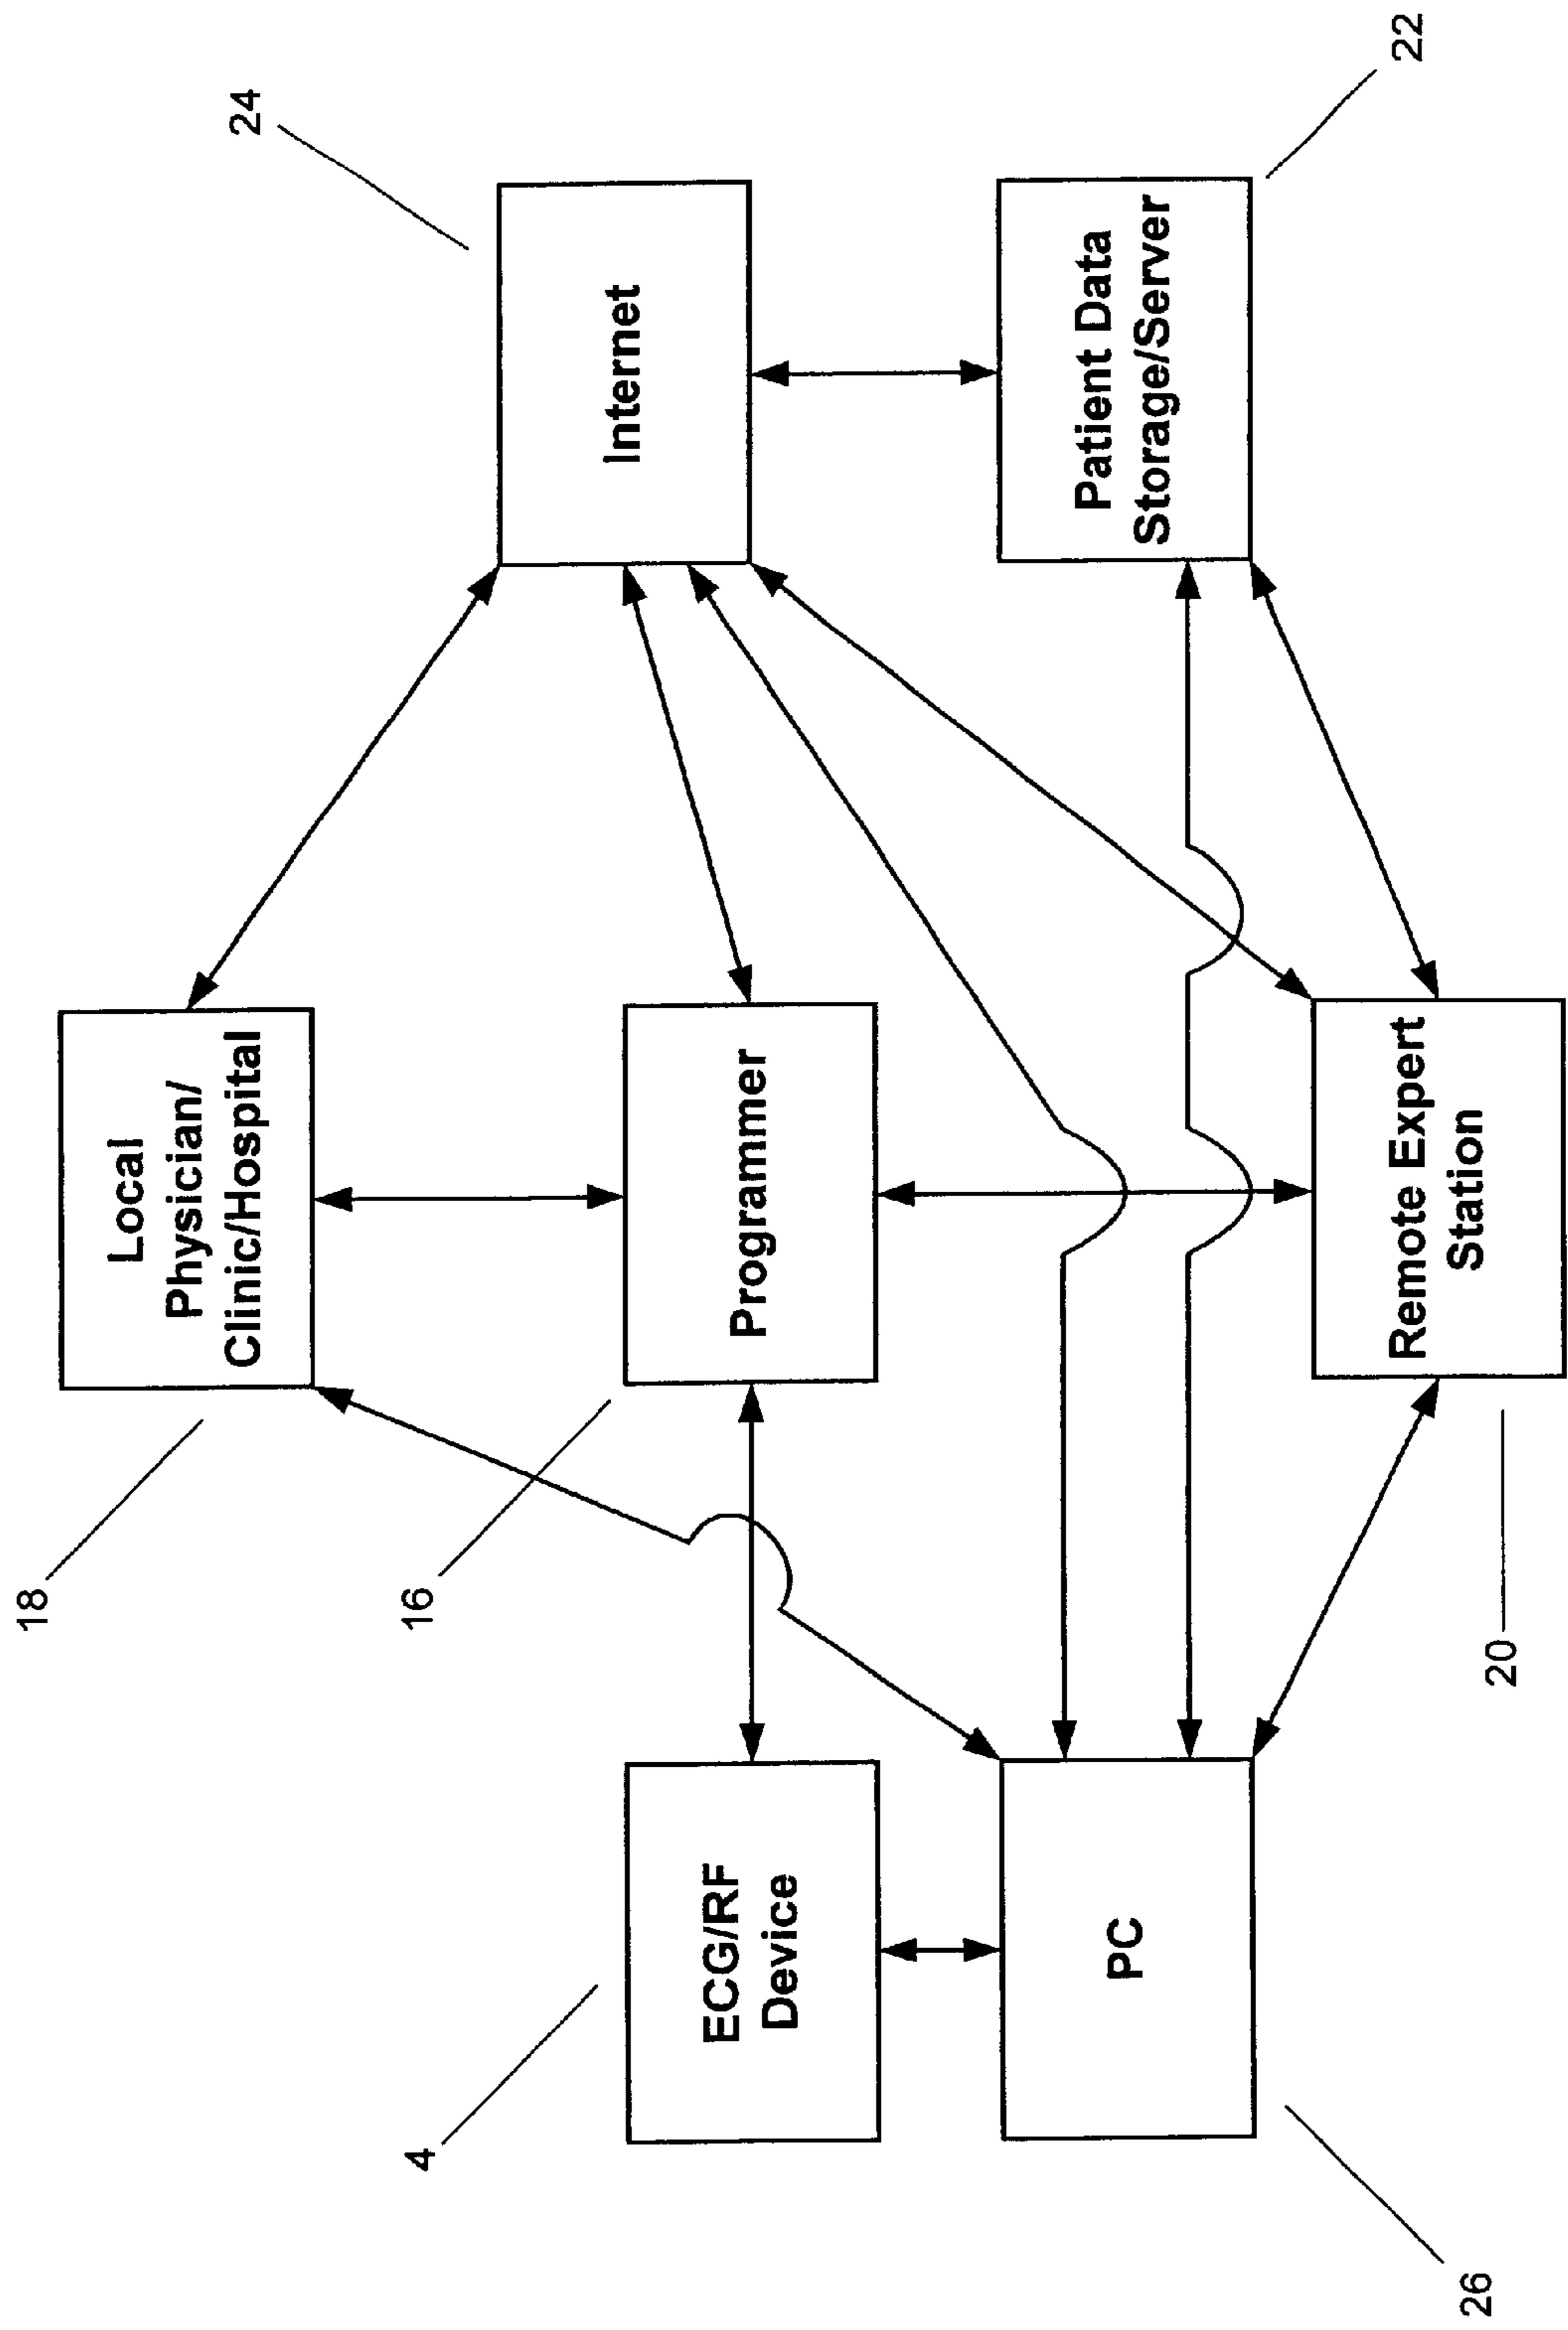 18
Local
Physician/
Clinic/Hospital
24
4
ECG/RF
Device
16
Programmer
Internet
26
PC
20
Remote Expert
Station
Patient Data
Storage/Server
22